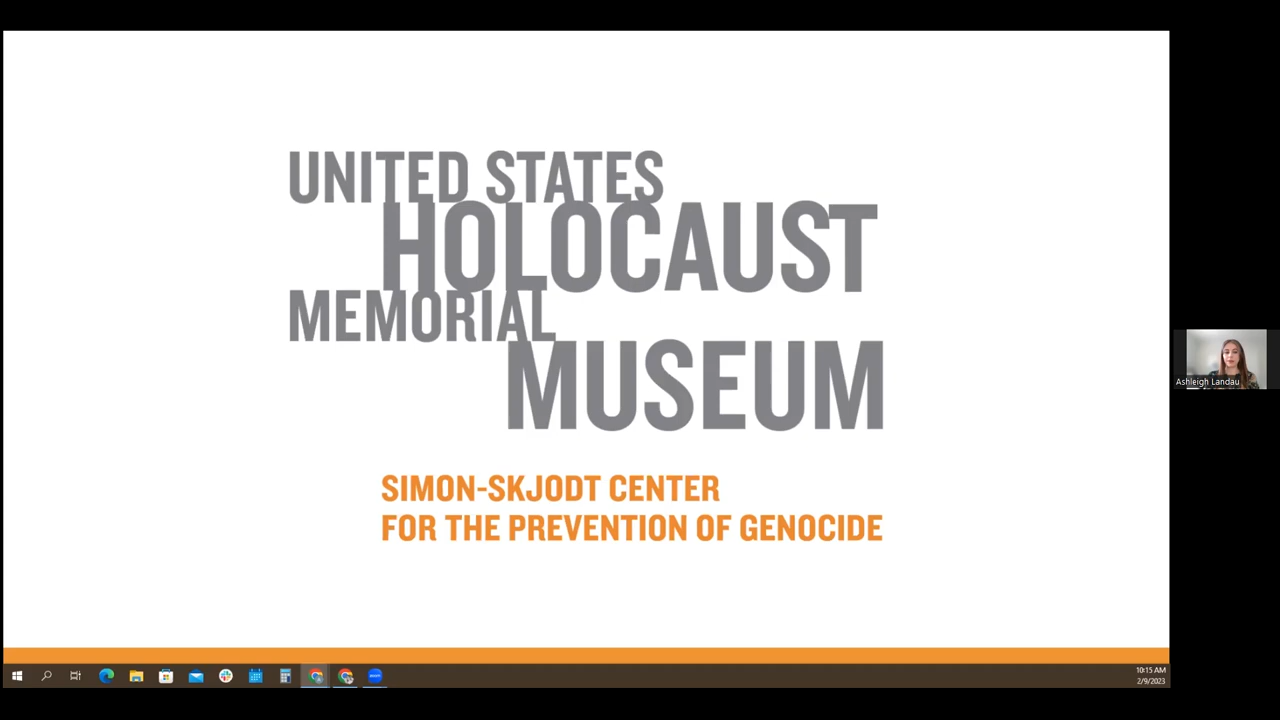 UNITED STATES
HOLOCAUST
MEMORIAL
MUSEUM
SIMON-SKJODT CENTER
FOR THE PREVENTION OF GENOCIDE
Ashleigh Landau
10:15 AM
2/9/2023